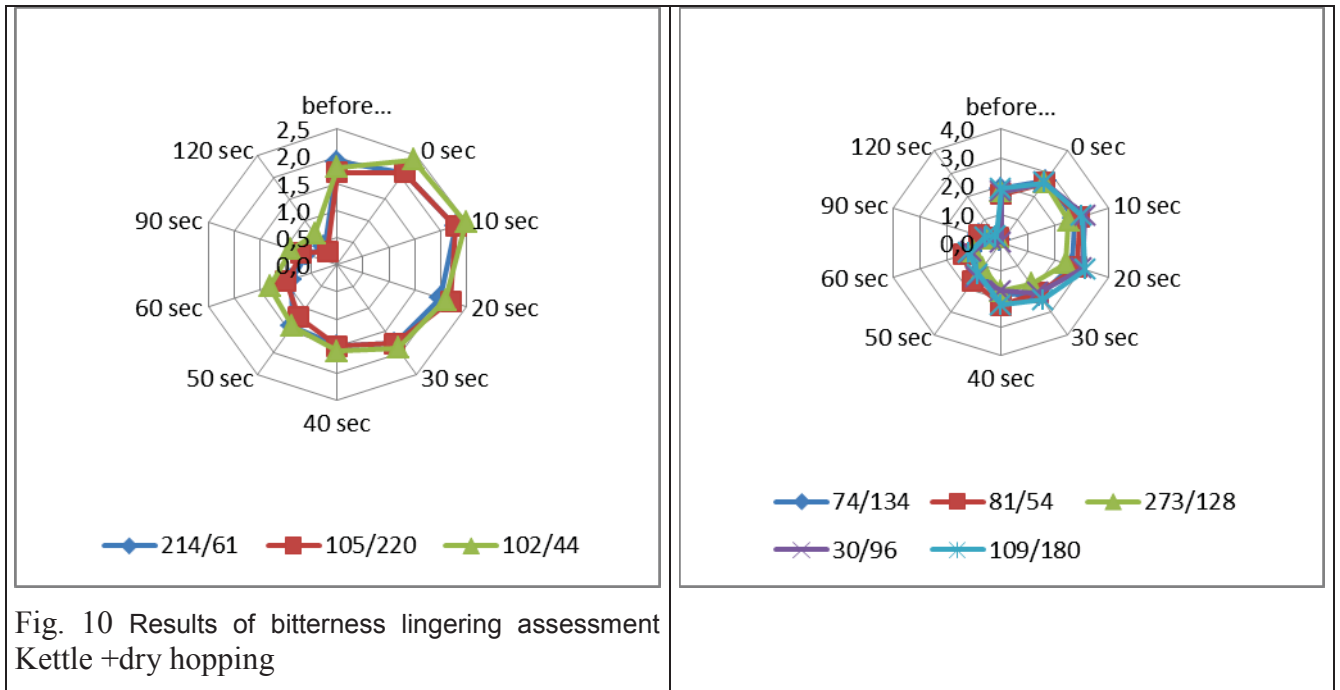 before...
2,5
0 sec
2,0
1,5
1,0
0,5
0,0
120 sec
90 sec
10 sec
60 sec
20 sec
50 sec
30 sec
40 sec
214/61 105/220 102/44
before...
4,0
0 sec
3,0
2,0
1,0
0,0
120 sec
90 sec
10 sec
60 sec
20 sec
50 sec
30 sec
40 sec
74/134 81/54 273/128
30/96 109/180
Fig. 10 Results of bitterness lingering assessment
Kettle +dry hopping